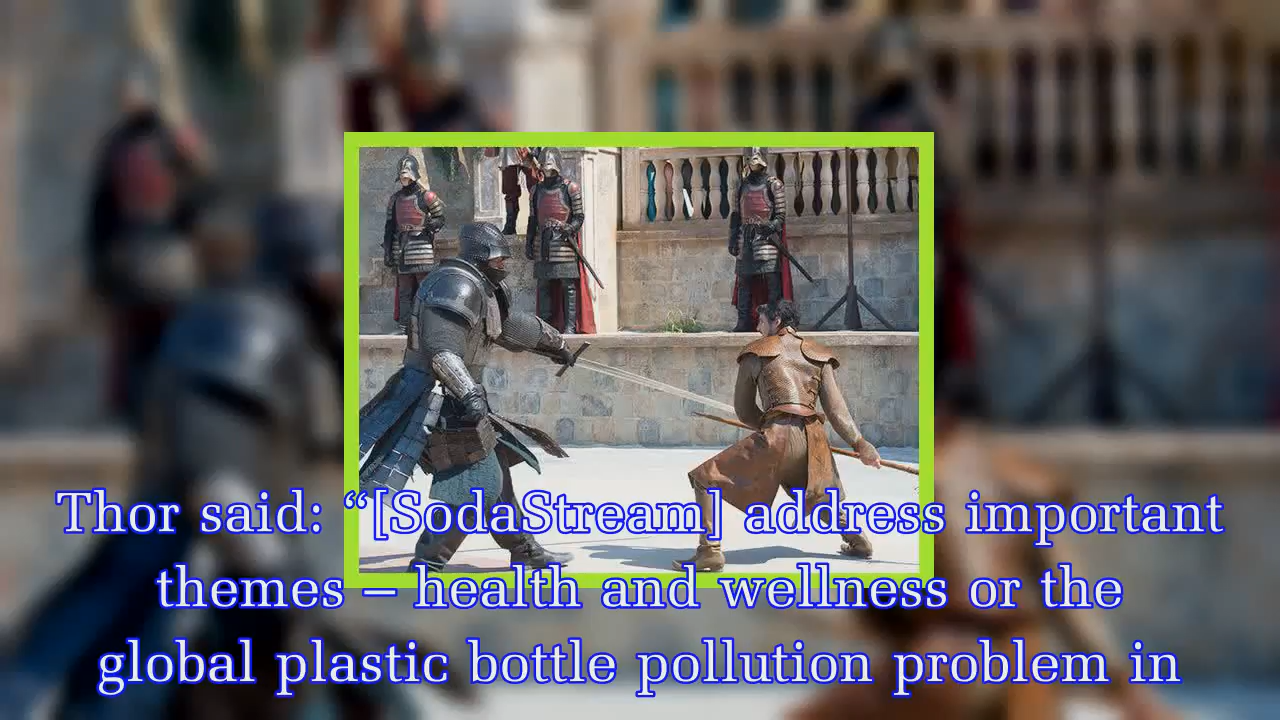 Thor said: “[SodaStream] address important
themes – health and wellness or the
global plastic bottle pollution problem in